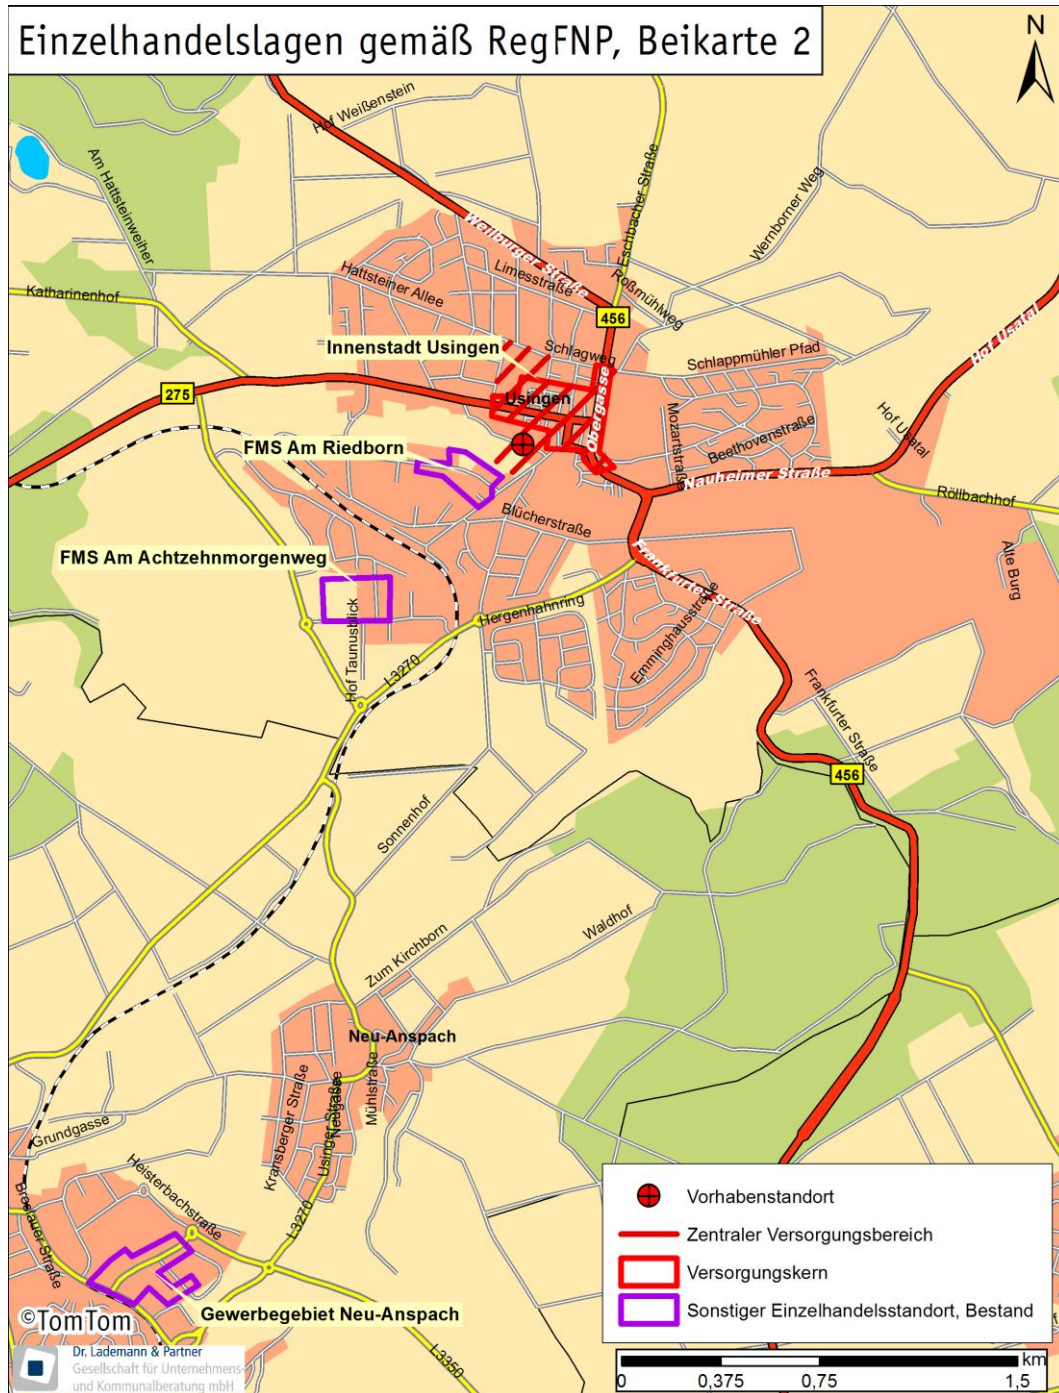 Einzelhandelslagen gemäß RegFNP, Beikarte 2
N
Hof Weißenstein
Am Hattsteinweiher
Eschbacher Straße
Wernborner Weg
Weilburger Straße
Limesstraße
Hattsteiner Allee
Roßmühlweg
Katharinenhof
456
Hof Usatal
Innenstadt Usingen
Schlagweg
Schlappmühler Pfad
275
Usingen
Obergasse
Mozartstraße
Beethovenstraße
Hof Usatal
FMS Am Riedborn
Nauheimer Straße
Röllbachhof
Blücherstraße
FMS Am Achtzehnmorgenweg
Frankfurter Straße
Alte Burg
Hergenhahnring
Emminghausstraße
Hof Taunusblick
L3270
Frankfurter Straße
456
Sonnenhof
Waldhof
Zum Kirchborn
Neu-Anspach
Kransberger Straße
Usinger Straße
Neugasse
Mühlstraße
Grundgasse
Heisterbachstraße
Breslauer Straße
L3270
Gewerbegebiet Neu-Anspach
L3350
Vorhabenstandort
Zentraler Versorgungsbereich
Versorgungskern
Sonstiger Einzelhandelsstandort, Bestand
©TomTom
Dr. Lademann & Partner
Gesellschaft für Unternehmens-
und Kommunalberatung mbH
km
0 0,375 0,75 1,5